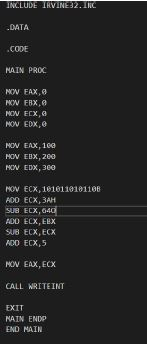 INCLUDE IRVINE32.INC
.DATA
.CODE
MAIN PROC
MOV EAX,0
MOV EBX,0
MOV ECX,0
MOV EDX,0
MOV EAX,100
MOV EBX,200
MOV EDX,300
MOV ECX,101011010110B
ADD ECX,3AH
SUB ECX,64O
ADD ECX,EBX
SUB ECX,ECX
ADD ECX,5
MOV EAX,ECX
CALL WRITEINT
EXIT
MAIN ENDP
END MAIN